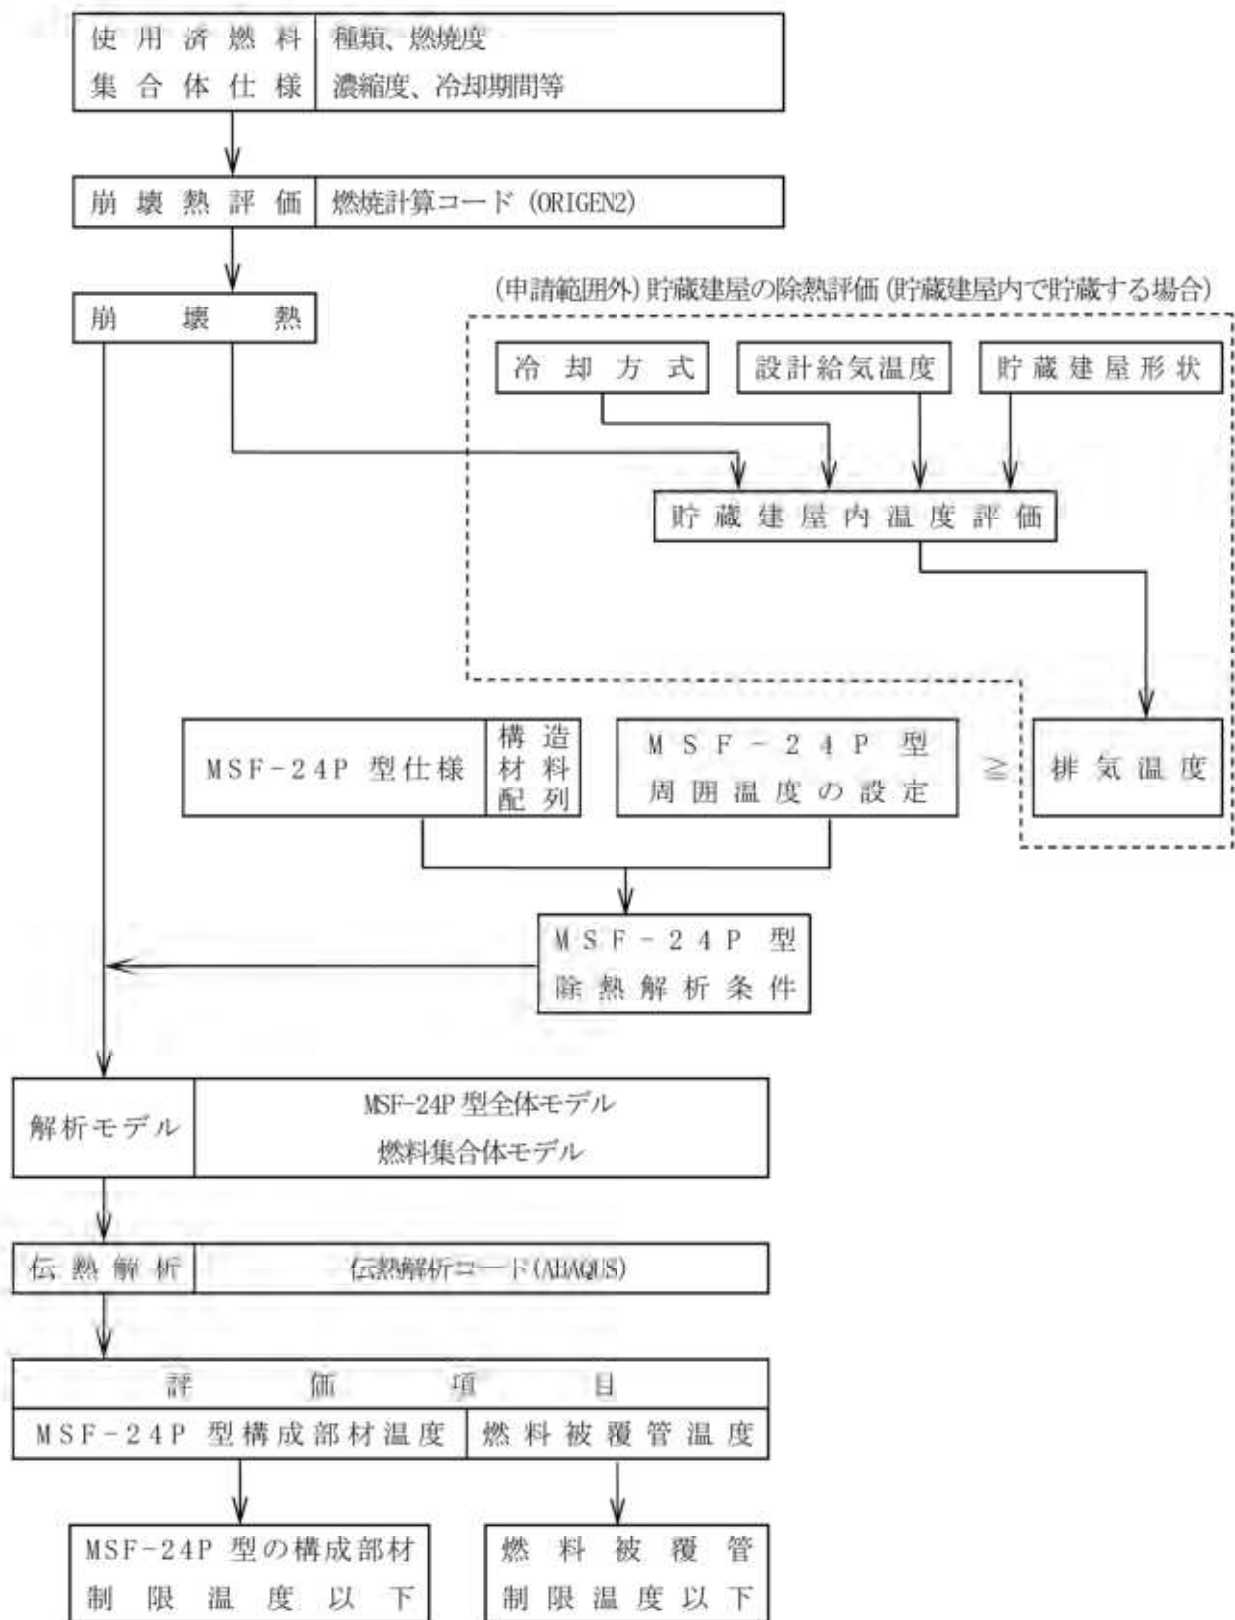 使用済燃料 種類、燃焼度
集合体仕様 濃縮度、冷却期間等
崩壊熱評価 燃焼計算コード (ORIGEN2)
崩壊熱
(申請範囲外)貯蔵建屋の除熱評価(貯蔵建屋内で貯蔵する場合)
冷却方式
設計給気温度
貯蔵建屋形状
貯蔵建屋内温度評価
MSF-24P 型仕様
構造
材料
配列
MSF-24P 型
周囲温度の設定
≧
排気温度
MSF-24P 型
除熱解析条件
解析モデル
MSF-24P 型全体モデル
燃料集合体モデル
伝熱解析 伝熱解析コード(ABAQUS)
評価項目
MSF-24P 型構成部材温度 燃料被覆管温度
MSF-24P 型の構成部材
制限温度以下
燃料被覆管
制限温度以下